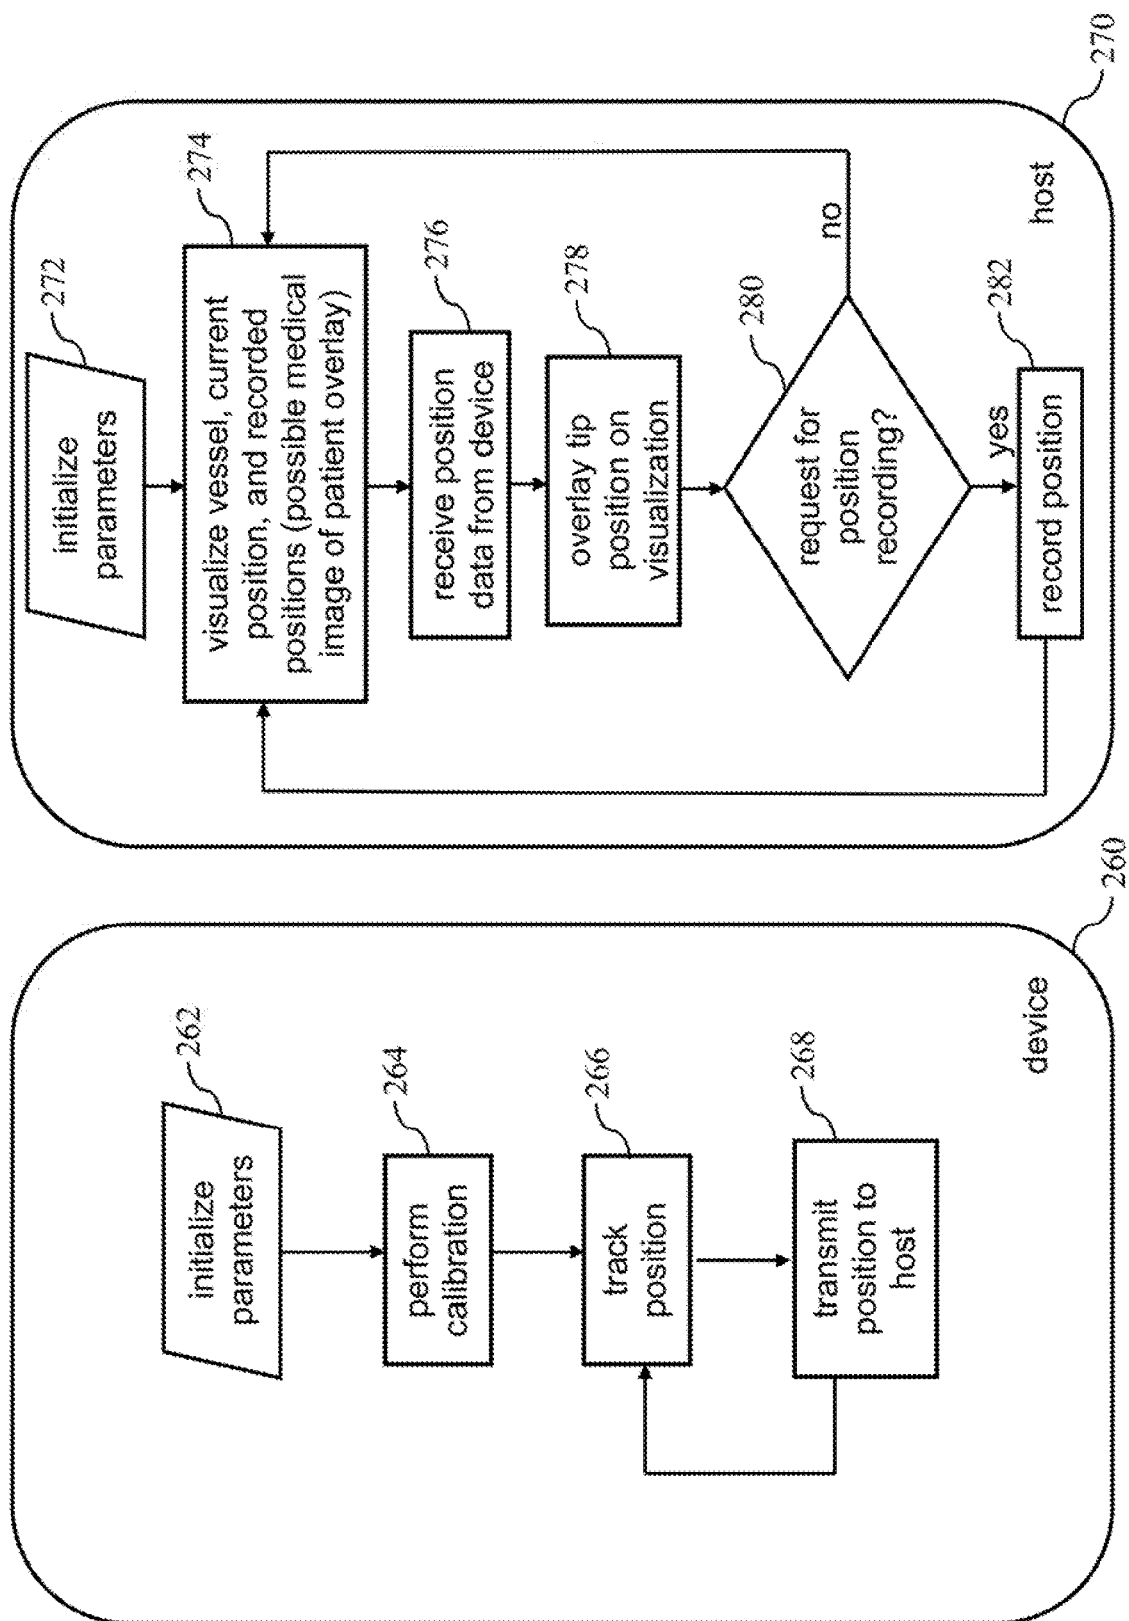 initialize
parameters
262
perform
calibration
264
track
position
266
transmit
position to
host
268
device
260
initialize
parameters
272
visualize vessel, current
position, and recorded
positions (possible medical
image of patient overlay)
274
receive position
data from device
276
overlay tip
position on
visualization
278
request for
position
recording?
280
no
yes
record position
282
host
270